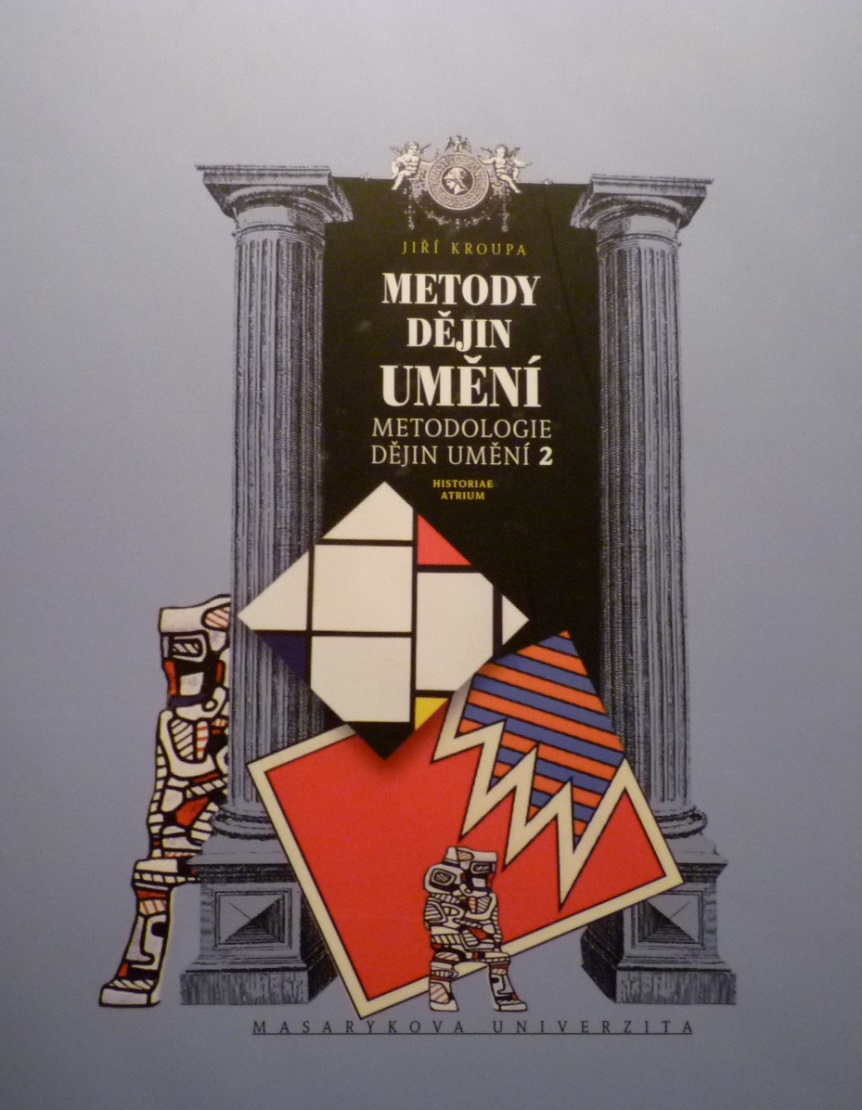 JIŘÍ KROUPA
METODY
DĚJIN
UMĚNÍ
METODOLOGIE
DĚJIN UMĚNÍ 2
HISTORIAE
ATRIUM
MASARYKOVA UNIVERZITA